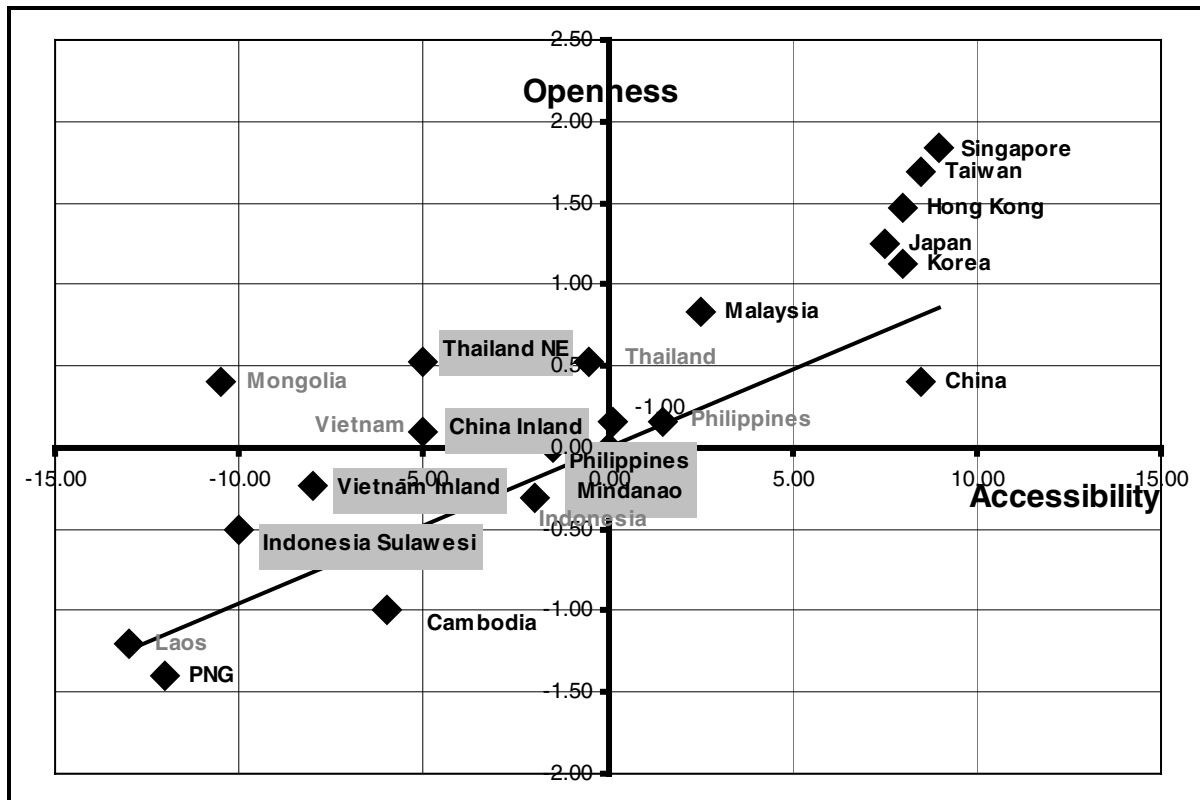 2.50
Openness
2.00
Singapore
Taiwan
1.50
Hong Kong
Japan
Korea
1.00
Malaysia
Thailand NE
Thailand
0.50
Mongolia
China
-1.00
Philippines
Vietnam
China Inland
0.00
Philippines
Mindanao
-15.00
-10.00
-5.00
0.00
5.00
10.00
15.00
Vietnam Inland
Accessibility
Indonesia
-0.50
Indonesia Sulawesi
-1.00
Cambodia
Laos
PNG
-1.50
-2.00